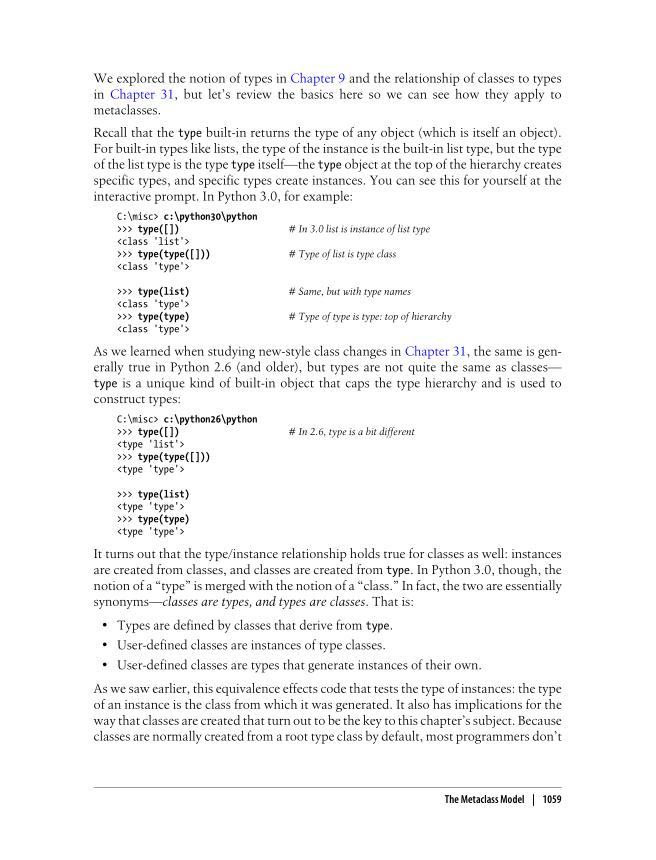 We explored the notion of types in Chapter 9 and the relationship of classes to types
in Chapter 31, but let’s review the basics here so we can see how they apply to
metaclasses.
Recall that the type built-in returns the type of any object (which is itself an object).
For built-in types like lists, the type of the instance is the built-in list type, but the type
of the list type is the type type itself—the type object at the top of the hierarchy creates
specific types, and specific types create instances. You can see this for yourself at the
interactive prompt. In Python 3.0, for example:
C:\misc> c:\python30\python
>>> type([]) # In 3.0 list is instance of list type
<class 'list'>
>>> type(type([])) # Type of list is type class
<class 'type'>
>>> type(list) # Same, but with type names
<class 'type'>
>>> type(type) # Type of type is type: top of hierarchy
<class 'type'>
As we learned when studying new-style class changes in Chapter 31, the same is gen-
erally true in Python 2.6 (and older), but types are not quite the same as classes—
type is a unique kind of built-in object that caps the type hierarchy and is used to
construct types:
C:\misc> c:\python26\python
>>> type([]) # In 2.6, type is a bit different
<type 'list'>
>>> type(type([]))
<type 'type'>
>>> type(list)
<type 'type'>
>>> type(type)
<type 'type'>
It turns out that the type/instance relationship holds true for classes as well: instances
are created from classes, and classes are created from type. In Python 3.0, though, the
notion of a “type” is merged with the notion of a “class.” In fact, the two are essentially
synonyms—classes are types, and types are classes. That is:
• Types are defined by classes that derive from type.
• User-defined classes are instances of type classes.
• User-defined classes are types that generate instances of their own.
As we saw earlier, this equivalence effects code that tests the type of instances: the type
of an instance is the class from which it was generated. It also has implications for the
way that classes are created that turn out to be the key to this chapter’s subject. Because
classes are normally created from a root type class by default, most programmers don’t
The Metaclass Model | 1059